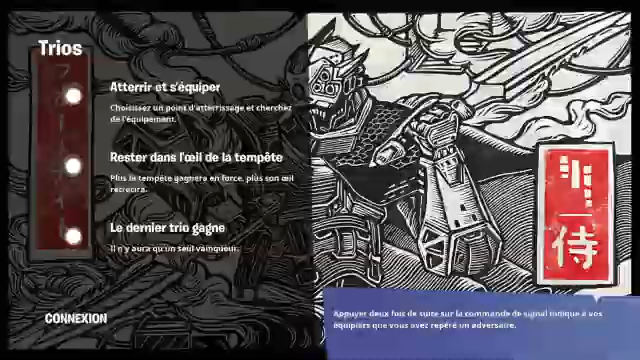 Trios
Atterrir et s'équiper
Choisissez un point d'atterrissage et cherchez
de l'équipement.
Rester dans l'œil de la tempête
Plus la tempête gagnera en force, plus son œil
rétrécira.
Le dernier trio gagne
Il n'y aura qu'un seul vainqueur.
侍
CONNEXION
Appuyer deux fois de suite sur la commande de signal indique à vos
équipiers que vous avez repéré un adversaire.